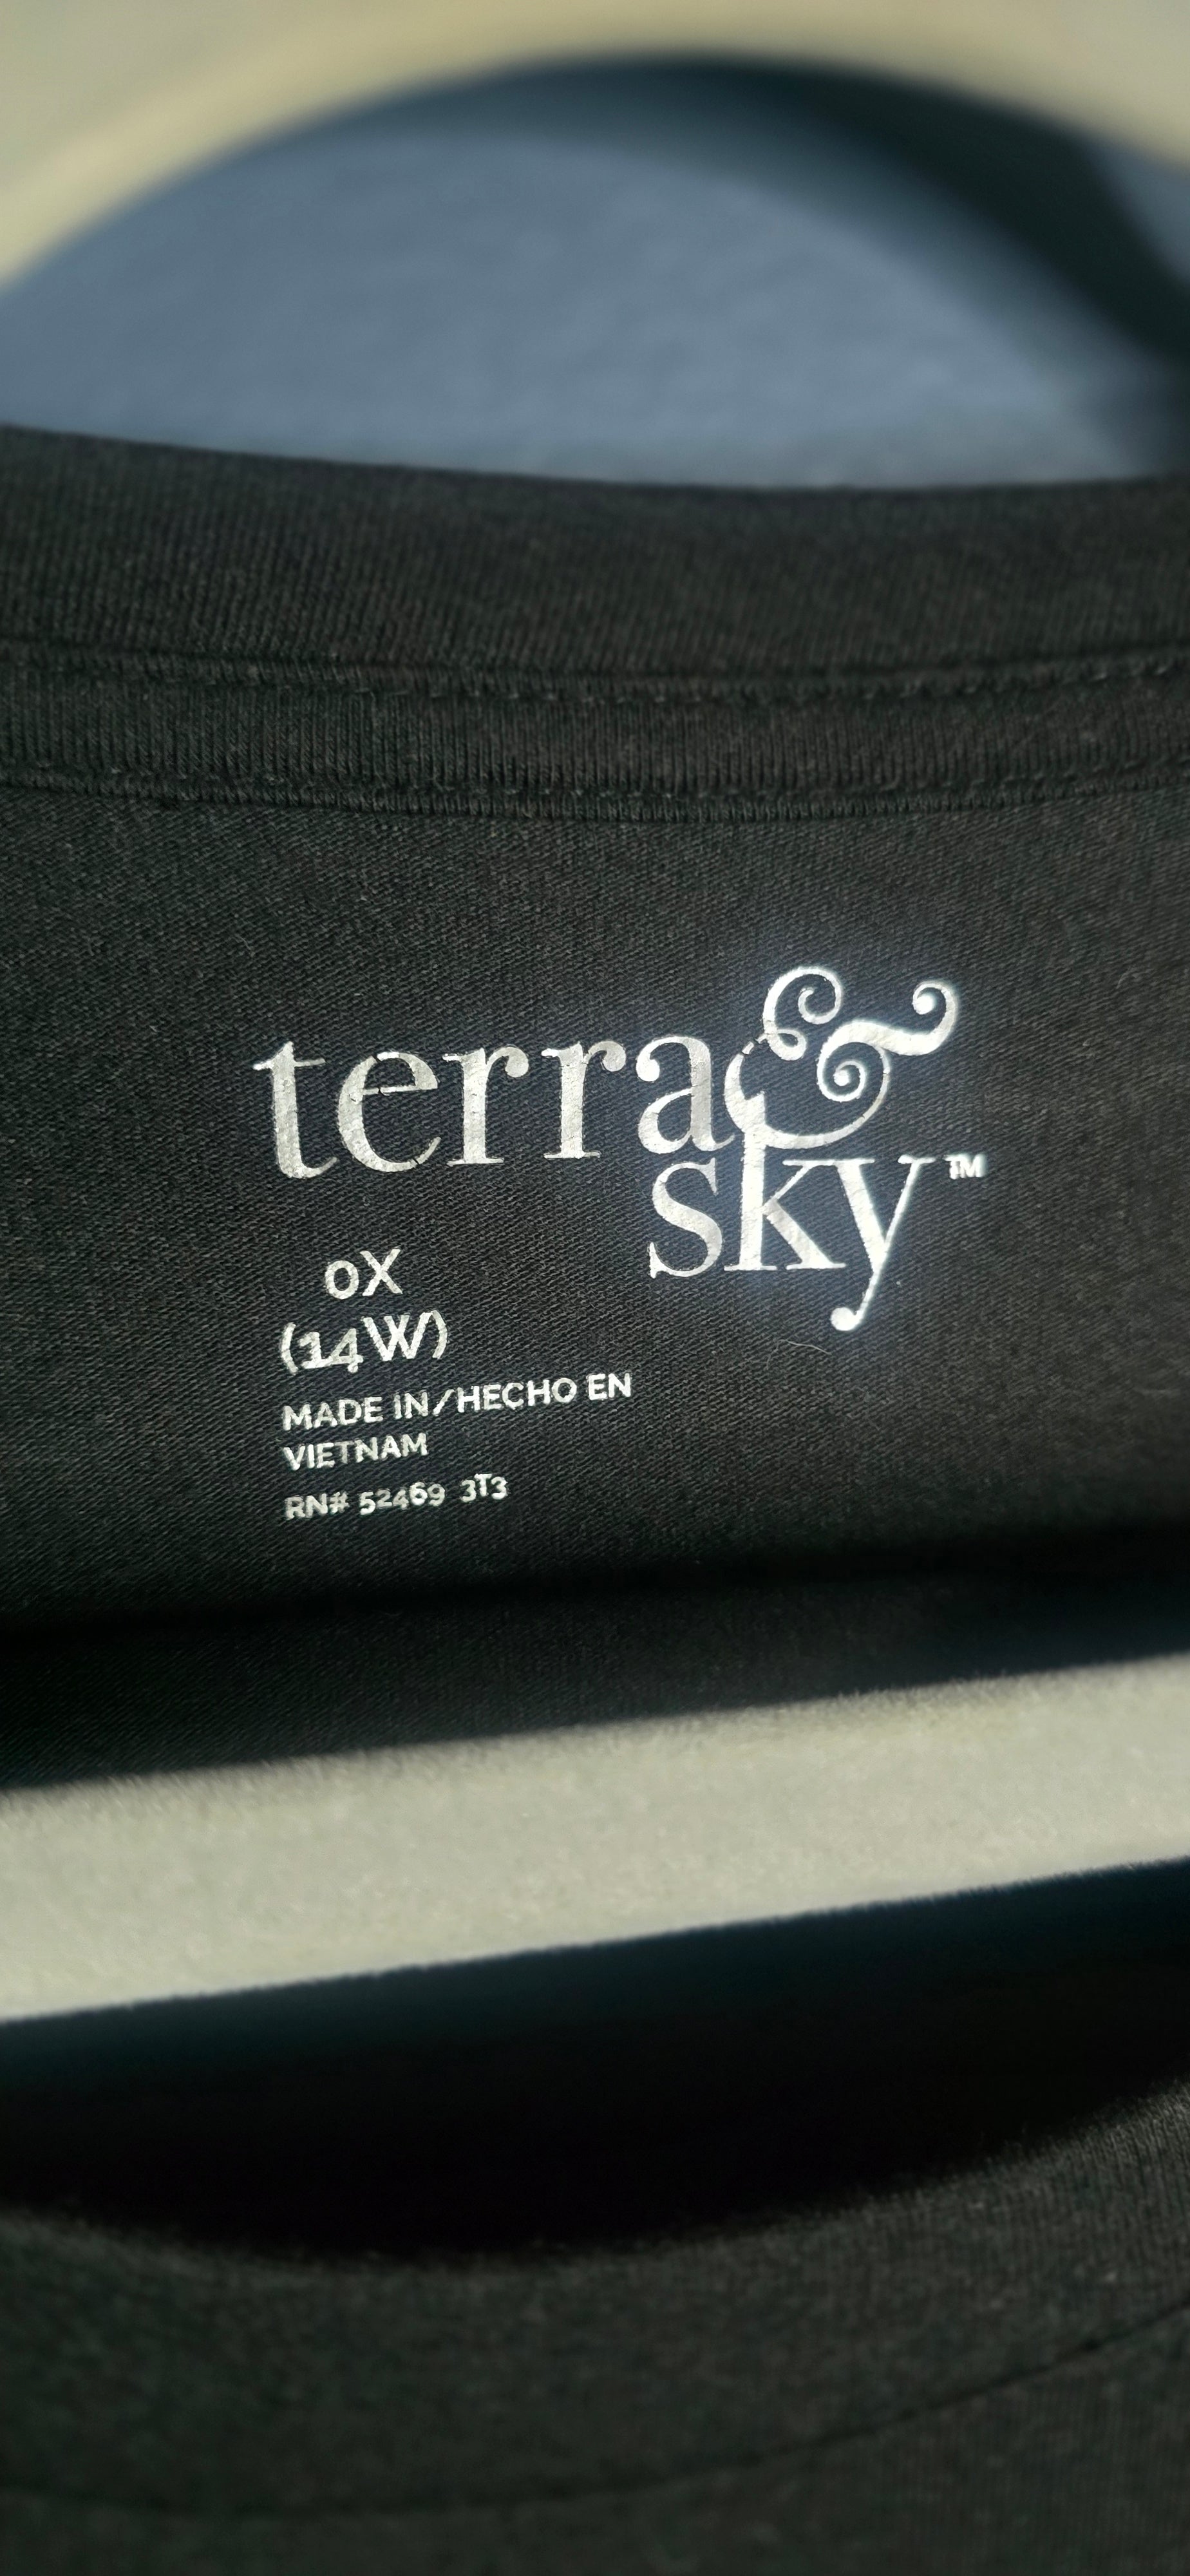 terra&
sky™
0X
(14W)
MADE IN/HECHO EN
VIETNAM
RN# 52469 3T3